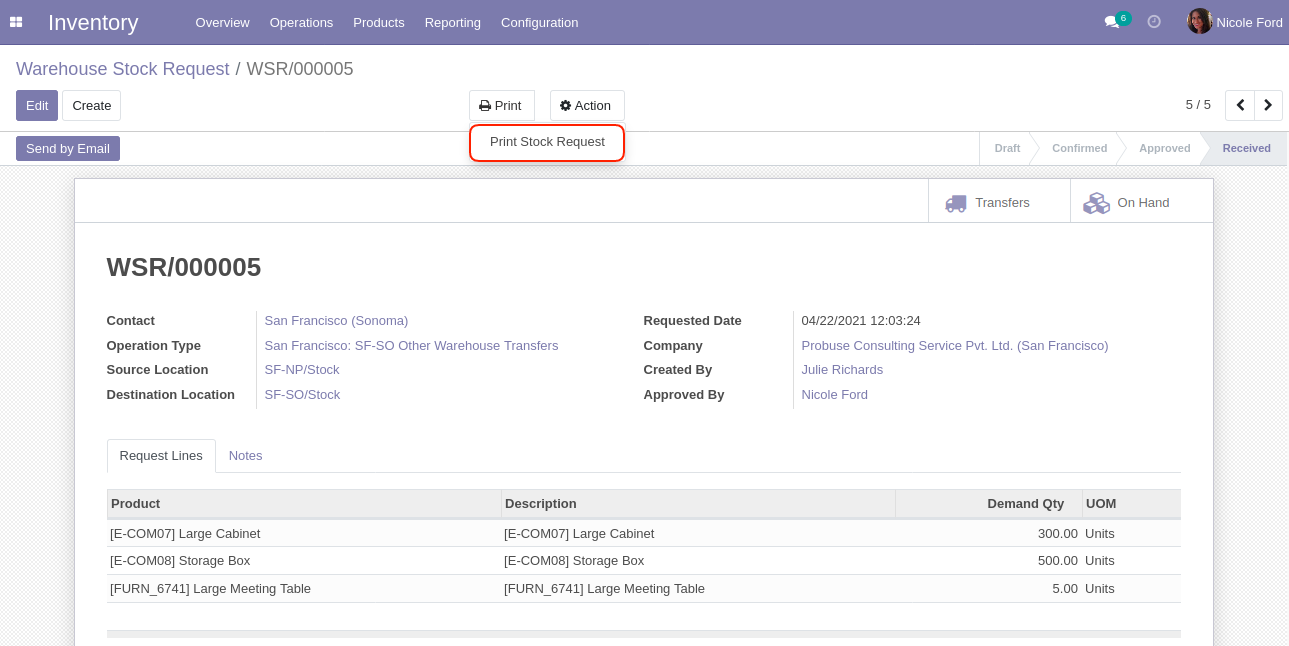 Inventory Overview Operations Products Reporting Configuration 6 Nicole Ford
Warehouse Stock Request / WSR/000005
Edit Create Print Action 5 / 5
Print Stock Request
Send by Email Draft Confirmed Approved Received
Transfers On Hand
WSR/000005
Contact San Francisco (Sonoma) Requested Date 04/22/2021 12:03:24
Operation Type San Francisco: SF-SO Other Warehouse Transfers Company Probuse Consulting Service Pvt. Ltd. (San Francisco)
Source Location SF-NP/Stock Created By Julie Richards
Destination Location SF-SO/Stock Approved By Nicole Ford
Request Lines Notes
Product Description Demand Qty UOM
[E-COM07] Large Cabinet [E-COM07] Large Cabinet 300.00 Units
[E-COM08] Storage Box [E-COM08] Storage Box 500.00 Units
[FURN_6741] Large Meeting Table [FURN_6741] Large Meeting Table 5.00 Units